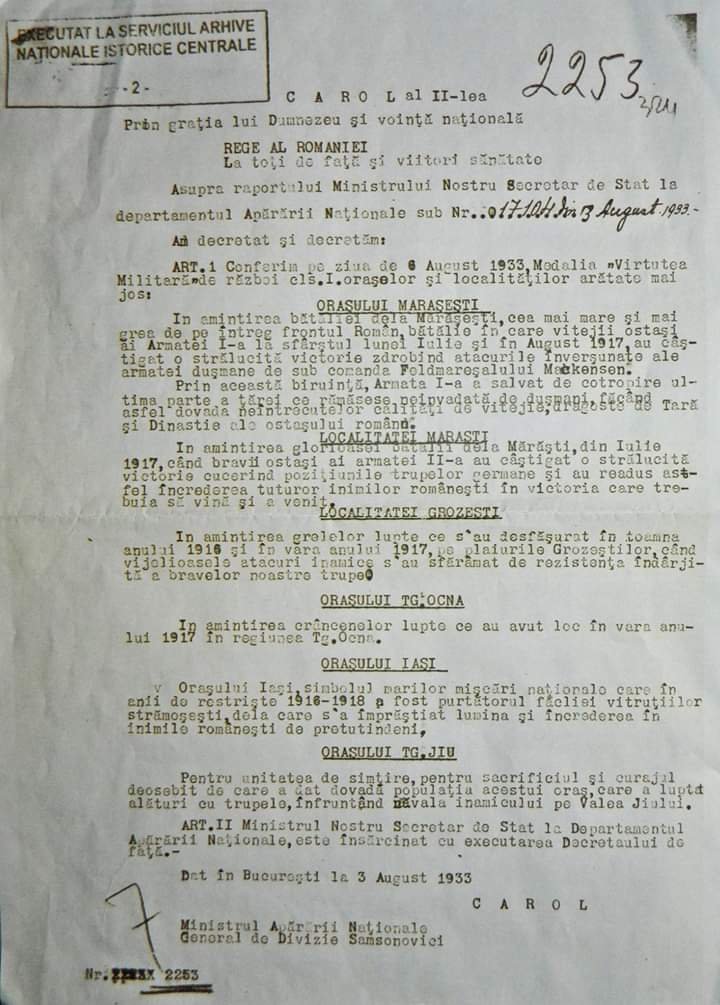 EXECUTAT LA SERVICIUL ARHIVE
NAȚIONALE ISTORICE CENTRALE
-2-
2253
C A R O L al II-lea
Prin grația lui Dumnezeu și voință națională
REGE AL ROMANIEI
La toți de față și viitori sănătate
Asupra raportului Ministrului Nostru Secretar de Stat la
departamentul Apărării Naționale sub Nr..017104 din 13 August 1933.-
Am decretat și decretăm:
ART.1 Conferim pe ziua de 6 August 1933,Medalia "Virtutea
Militară"de război cls.I.orașelor și localităților arătate mai
jos:
ORAȘULUI MARAȘEȘTI
In amintirea bătăliei dela Mărășești,cea mai mare și mai
grea de pe întreg frontul Român,bătălie în care vitejii ostași
ai Armatei I-a la sfârștul lunei Iulie și în August 1917,au câș-
tigat o strălucită victorie zdrobind atacurile înverșunate ale
armatei dușmane de sub comanda Feldmareșalului Mackensen.
Prin această biruință,Armata I-a a salvat de cotropire ul-
tima parte a țărei ce rămăsese neinvadată de dușmani,făcând
astfel dovada neîntrecutelor calități de vitejie,dragoste de Țară
și Dinastie ale ostașului român.
LOCALITATEI MARAȘTI
In amintirea glorioasei bătălii dela Mărăști,din Iulie
1917,când bravii ostași ai armatei II-a au câștigat o strălucită
victorie cucerind pozițiunile trupelor germane și au readus ast-
fel încrederea tuturor inimilor românești în victoria care tre-
buia să vină și a venit.
LOCALITATEI GROZEȘTI
In amintirea grelelor lupte ce s'au desfășurat în toamna
anului 1916 și în vara anului 1917,pe plaiurile Grozeștilor,când
vijelioasele atacuri inamice s'au sfărâmat de rezistența îndârji-
tă a bravelor noastre trupe
ORAȘULUI TG.OCNA
In amintirea crâncenelor lupte ce au avut loc în vara anu-
lui 1917 în regiunea Tg.Ocna.
ORAȘULUI IAȘI
Orașului Iași,simbolul marilor mișcări naționale care în
anii de restriște 1916-1918 a fost purtătorul făcliei vitruțiilor
strămoșești,dela care s'a împrăștiat lumina și încrederea în
inimile românești de pretutindeni,
ORAȘULUI TG.JIU
Pentru unitatea de simțire,pentru sacrificiul și curajul
deosebit de care a dat dovadă populația acestui oraș,care a luptat
alături cu trupele,înfruntând năvala inamicului pe Valea Jiului.
ART.II Ministrul Nostru Secretar de Stat la Departamentul
Apărării Naționale,este însărcinat cu executarea Decretaului de
față.-
Dat în București la 3 August 1933
C A R O L
Ministrul Apărării Naționale
General de Divizie Samsonovici
Nr. 2253